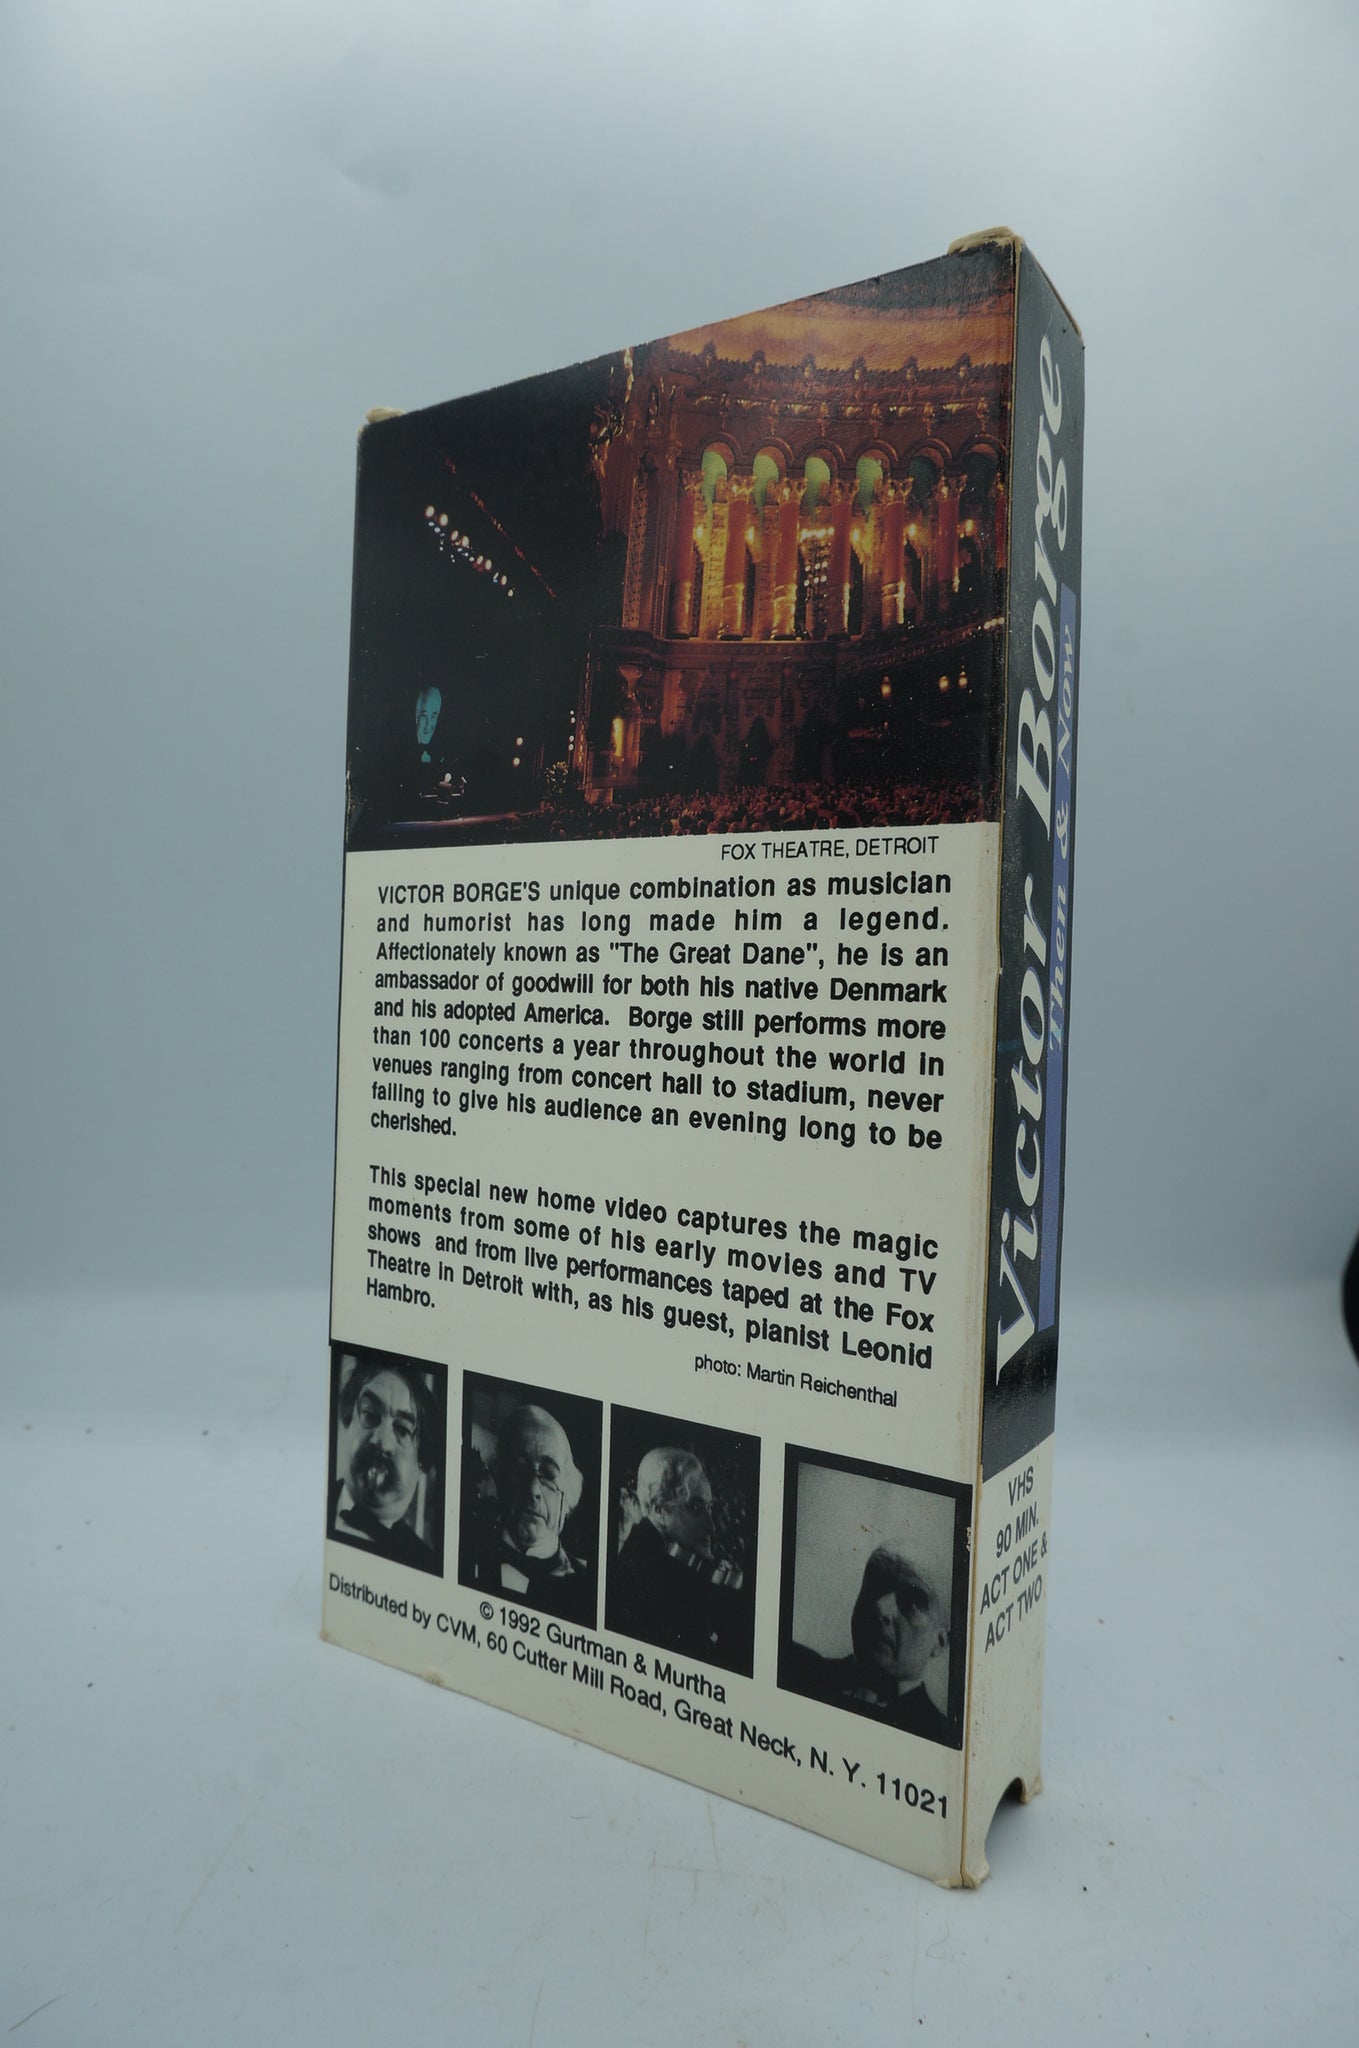 FOX THEATRE, DETROIT
VICTOR BORGE'S unique combination as musician
and humorist has long made him a legend.
Affectionately known as "The Great Dane", he is an
ambassador of goodwill for both his native Denmark
and his adopted America. Borge still performs more
than 100 concerts a year throughout the world in
venues ranging from concert hall to stadium, never
failing to give his audience an evening long to be
cherished.
This special new home video captures the magic
moments from some of his early movies and TV
shows and from live performances taped at the Fox
Theatre in Detroit with, as his guest, pianist Leonid
Hambro.
photo: Martin Reichenthal
© 1992 Gurtman & Murtha
Distributed by CVM, 60 Cutter Mill Road, Great Neck, N. Y. 11021
Victor Borge
Then & Now
VHS
90 MIN.
ACT ONE &
ACT TWO